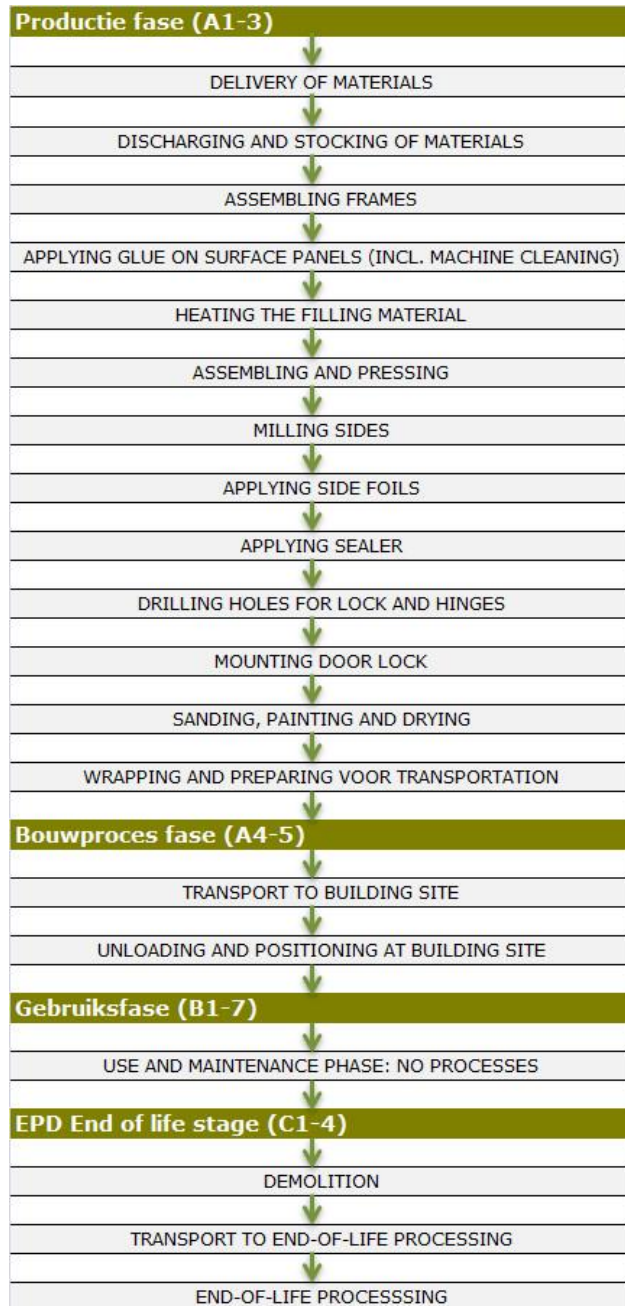 Productie fase (A1-3)
DELIVERY OF MATERIALS
DISCHARGING AND STOCKING OF MATERIALS
ASSEMBLING FRAMES
APPLYING GLUE ON SURFACE PANELS (INCL. MACHINE CLEANING)
HEATING THE FILLING MATERIAL
ASSEMBLING AND PRESSING
MILLING SIDES
APPLYING SIDE FOILS
APPLYING SEALER
DRILLING HOLES FOR LOCK AND HINGES
MOUNTING DOOR LOCK
SANDING, PAINTING AND DRYING
WRAPPING AND PREPARING VOOR TRANSPORTATION
Bouwproces fase (A4-5)
TRANSPORT TO BUILDING SITE
UNLOADING AND POSITIONING AT BUILDING SITE
Gebruiksfase (B1-7)
USE AND MAINTENANCE PHASE: NO PROCESSES
EPD End of life stage (C1-4)
DEMOLITION
TRANSPORT TO END-OF-LIFE PROCESSING
END-OF-LIFE PROCESSSING